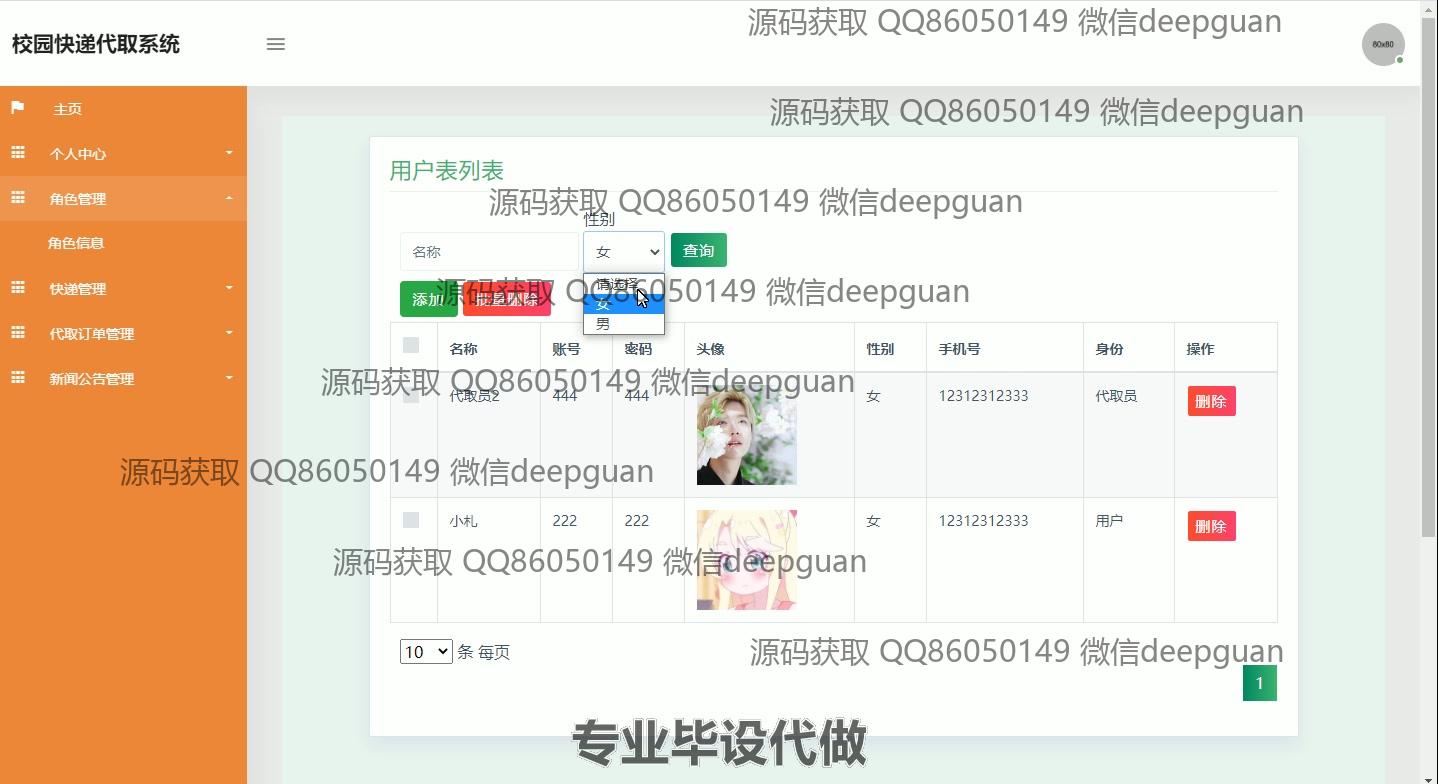 源码获取 QQ86050149 微信deepguan
校园快递代取系统
60x60
源码获取 QQ86050149 微信deepguan
主页
个人中心
角色管理
角色信息
快递管理
代取订单管理
新闻公告管理
用户表列表
源码获取 QQ86050149 微信deepguan
性别
名称 女 查询
请选择
女
男
添加 批量删除
源码获取 QQ86050149 微信deepguan
名称 账号 密码 头像 性别 手机号 身份 操作
源码获取 QQ86050149 微信deepguan
代取员2 444 444 女 12312312333 代取员 删除
源码获取 QQ86050149 微信deepguan
小札 222 222 女 12312312333 用户 删除
源码获取 QQ86050149 微信deepguan
10 条 每页
源码获取 QQ86050149 微信deepguan
1
专业毕设代做